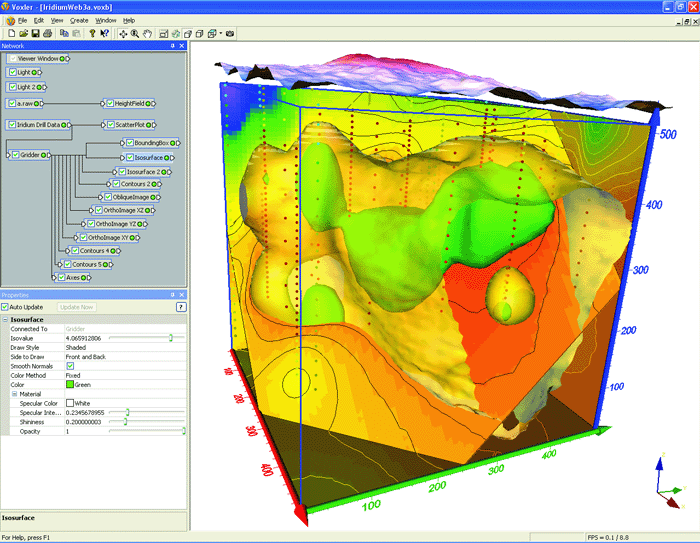 Voxler - [IridiumWeb3a.voxb]
File Edit View Create Window Help
Network
Viewer Window
Light
Light 2
a.raw HeightField
Iridium Drill Data ScatterPlot
BoundingBox
Gridder Isosurface
Isosurface 2
Contours 2
ObliqueImage
OrthoImage XZ
OrthoImage YZ
OrthoImage XY
Contours 4
Contours 5
Axes
Properties
Auto Update Update Now ?
Isosurface
Connected To Gridder
Isovalue 4.065912806
Draw Style Shaded
Side to Draw Front and Back
Smooth Normals
Color Method Fixed
Color Green
Material
Specular Color White
Specular Inte... 0.2345678955
Shininess 0.200000003
Opacity 1
Isosurface
For Help, press F1
500
400
300
200
100
200
300
400
100
200
300
400
FPS = 0.1 / 8.8